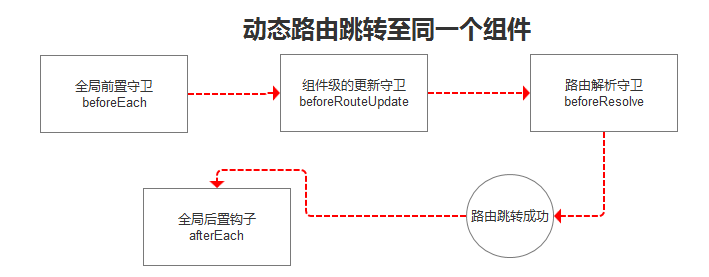 动态路由跳转至同一个组件
全局前置守卫
beforeEach
组件级的更新守卫
beforeRouteUpdate
路由解析守卫
beforeResolve
全局后置钩子
afterEach
路由跳转成功